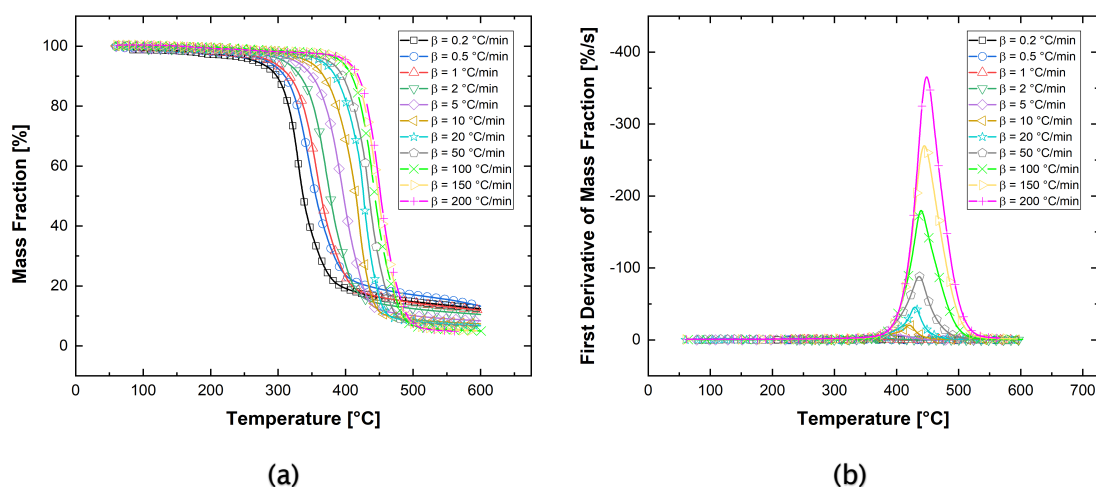 100
80
60
40
20
0
Mass Fraction [%]
0 100 200 300 400 500 600
Temperature [°C]
β = 0.2 °C/min
β = 0.5 °C/min
β = 1 °C/min
β = 2 °C/min
β = 5 °C/min
β = 10 °C/min
β = 20 °C/min
β = 50 °C/min
β = 100 °C/min
β = 150 °C/min
β = 200 °C/min
(a)
-400
-300
-200
-100
0
First Derivative of Mass Fraction [%/s]
0 100 200 300 400 500 600 700
Temperature [°C]
β = 0.2 °C/min
β = 0.5 °C/min
β = 1 °C/min
β = 2 °C/min
β = 5 °C/min
β = 10 °C/min
β = 20 °C/min
β = 50 °C/min
β = 100 °C/min
β = 150 °C/min
β = 200 °C/min
(b)